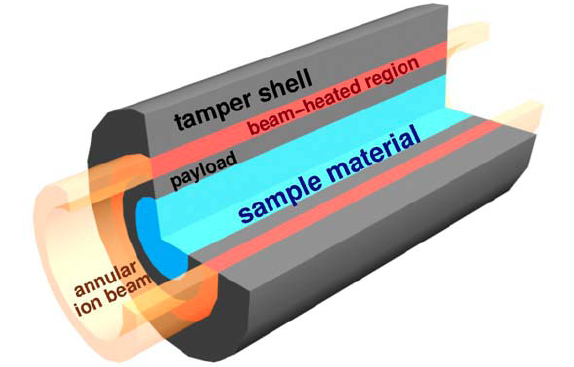 tamper shell
beam-heated region
payload
sample material
annular
ion beam